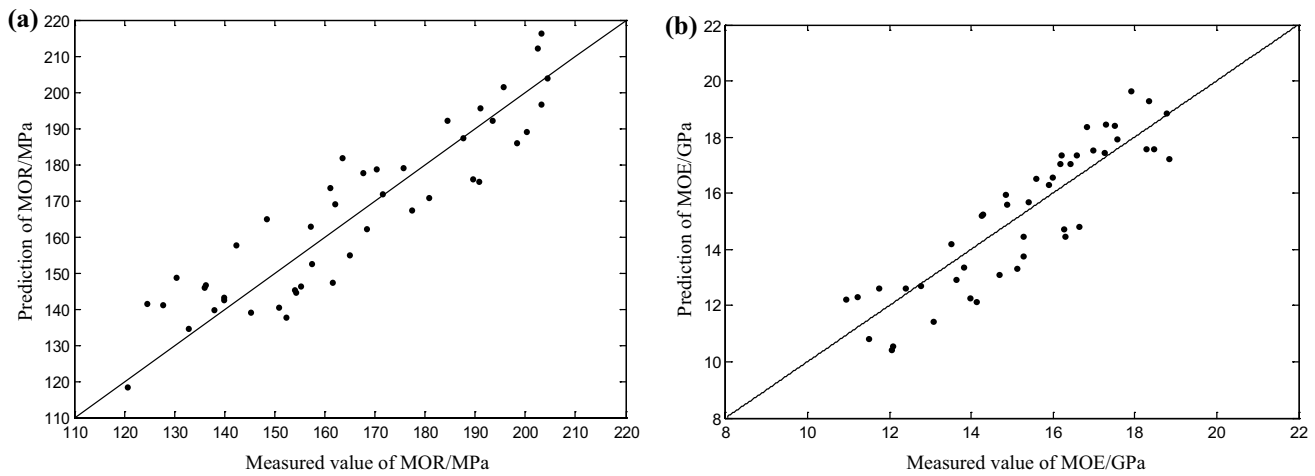 (a)
220
210
200
190
180
170
160
150
140
130
120
110
Prediction of MOR/MPa
110 120 130 140 150 160 170 180 190 200 210 220
Measured value of MOR/MPa
(b)
22
20
18
16
14
12
10
8
Prediction of MOE/GPa
8 10 12 14 16 18 20 22
Measured value of MOE/GPa